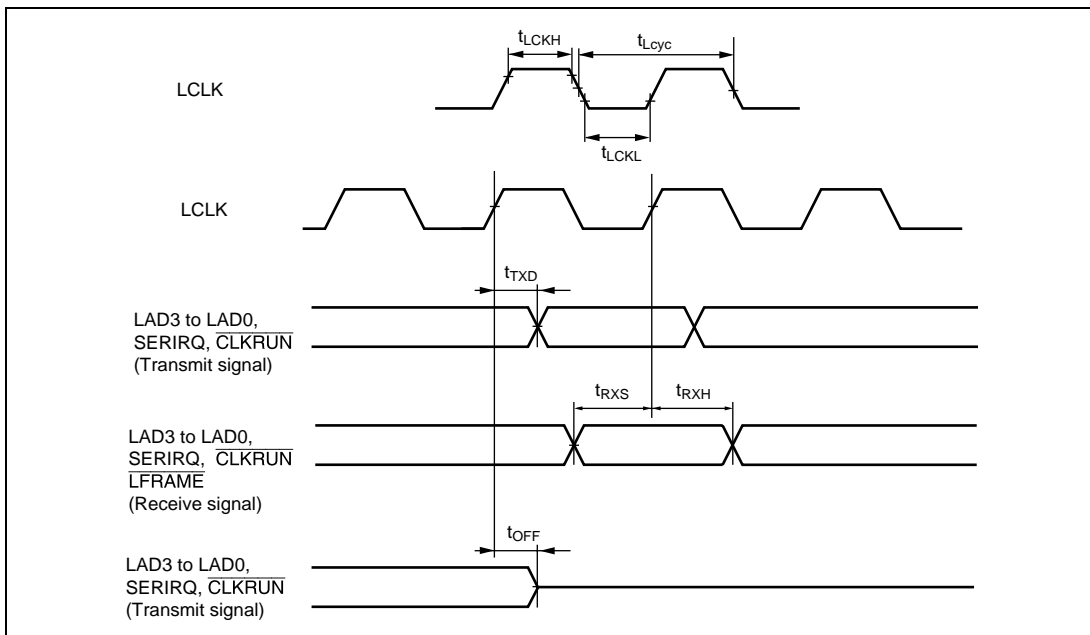 tLCKH
tLcyc
LCLK
tLCKL
LCLK
tTXD
LAD3 to LAD0,
SERIRQ, CLKRUN
(Transmit signal)
tRXS
tRXH
LAD3 to LAD0,
SERIRQ, CLKRUN
LFRAME
(Receive signal)
tOFF
LAD3 to LAD0,
SERIRQ, CLKRUN
(Transmit signal)